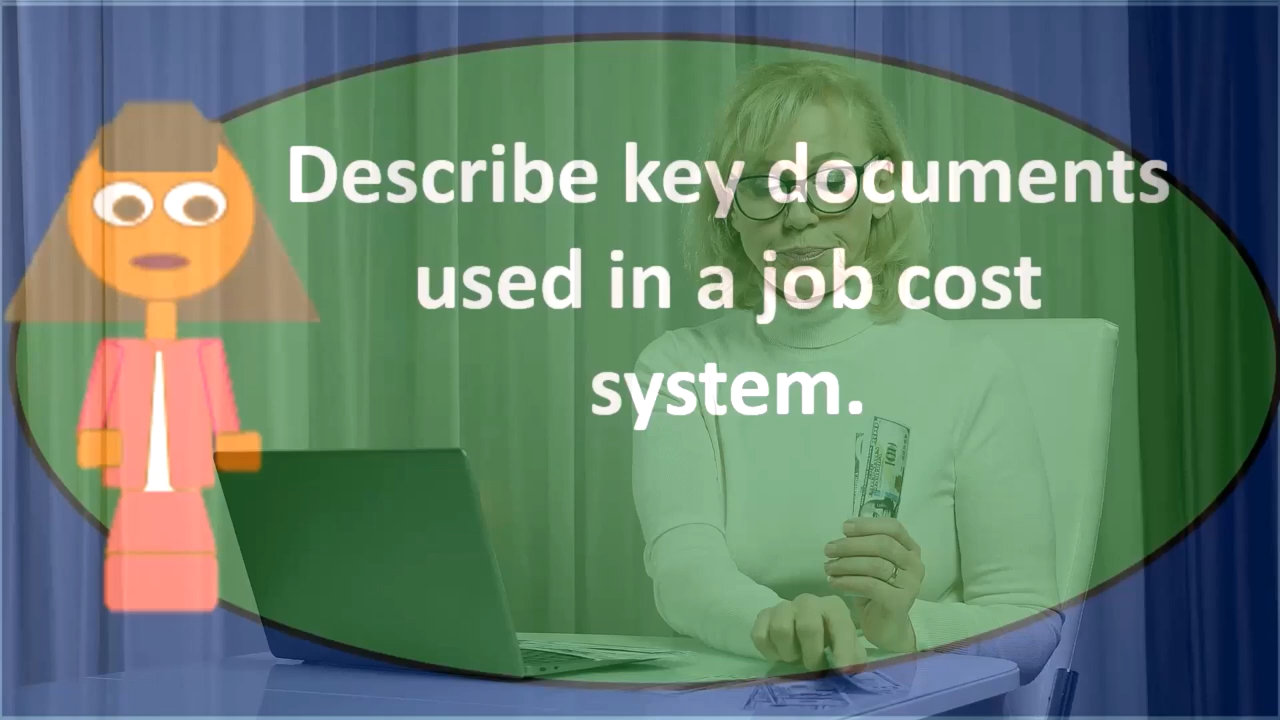 Describe key documents
used in a job cost
system.